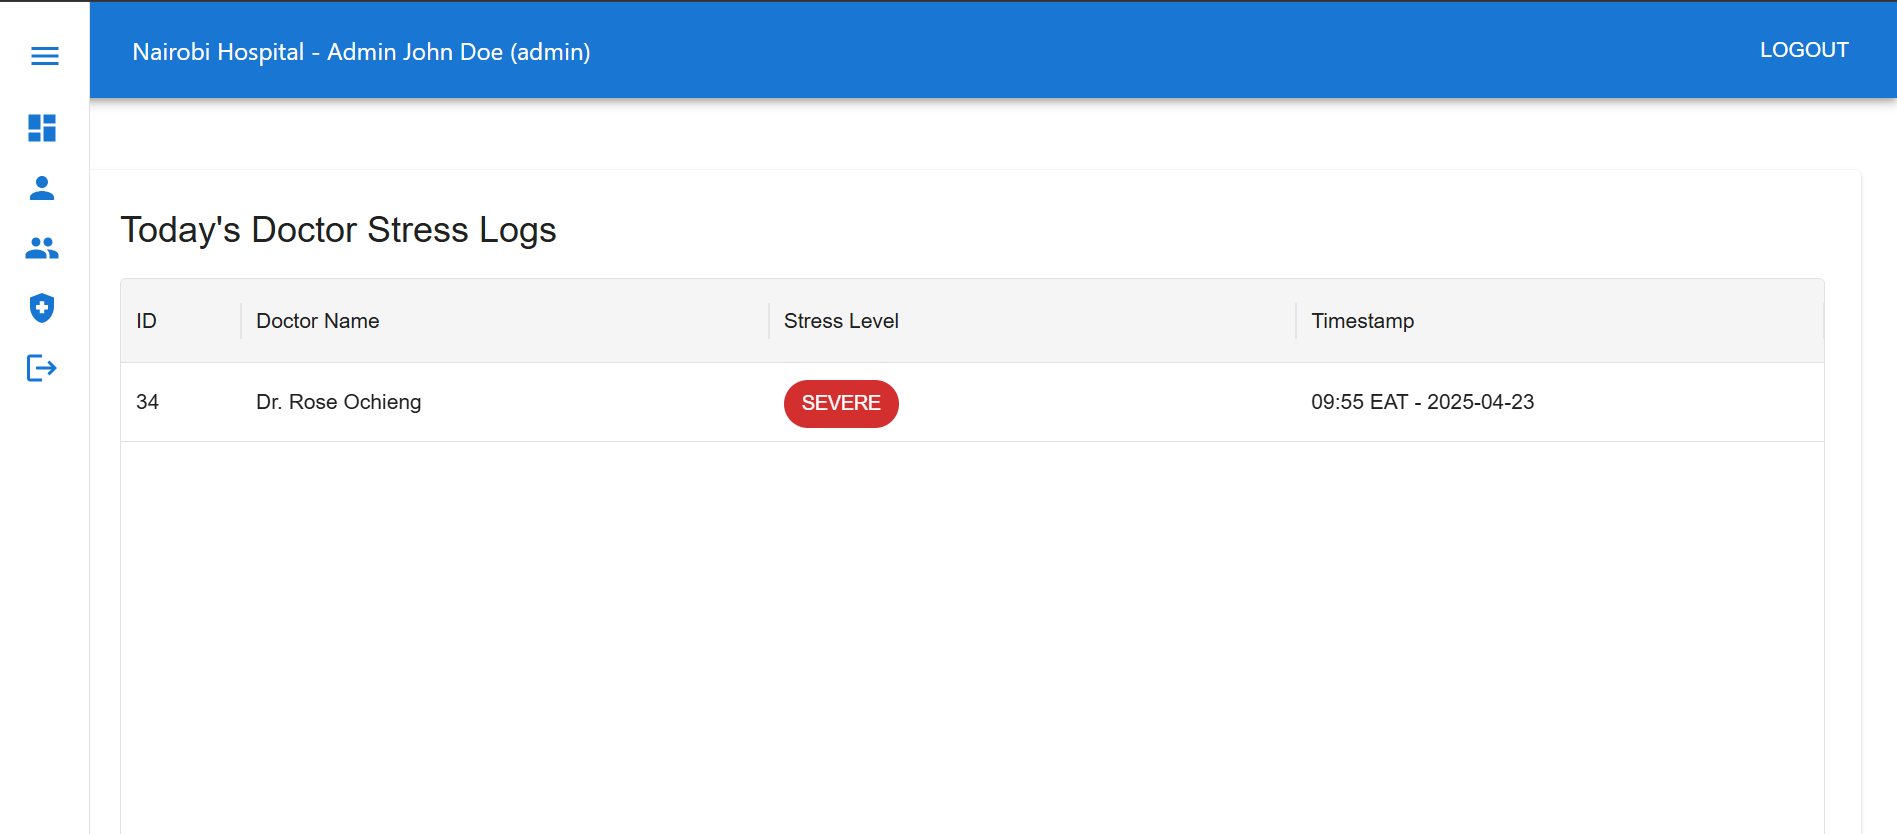 Nairobi Hospital - Admin John Doe (admin)
LOGOUT
Today's Doctor Stress Logs
ID Doctor Name Stress Level Timestamp
34 Dr. Rose Ochieng SEVERE 09:55 EAT - 2025-04-23